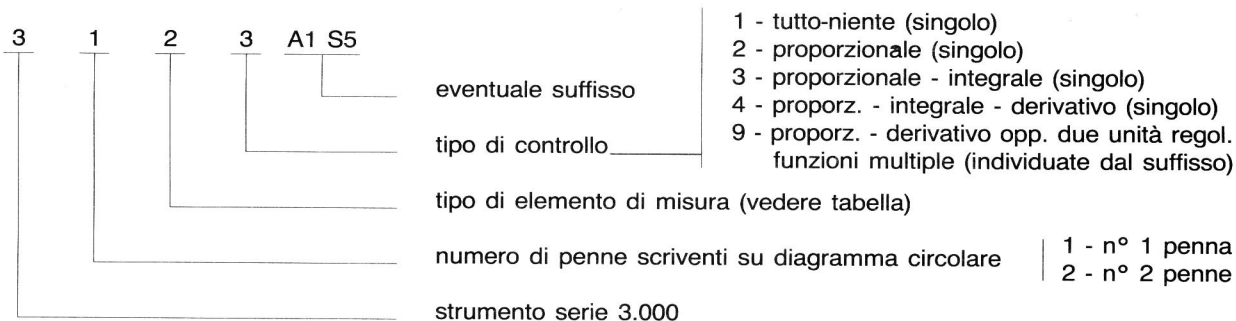 3 1 2 3 A1 S5
eventuale suffisso
tipo di controllo
1 - tutto-niente (singolo)
2 - proporzionale (singolo)
3 - proporzionale - integrale (singolo)
4 - proporz. - integrale - derivativo (singolo)
9 - proporz. - derivativo opp. due unità regol.
funzioni multiple (individuate dal suffisso)
tipo di elemento di misura (vedere tabella)
numero di penne scriventi su diagramma circolare
1 - n° 1 penna
2 - n° 2 penne
strumento serie 3.000